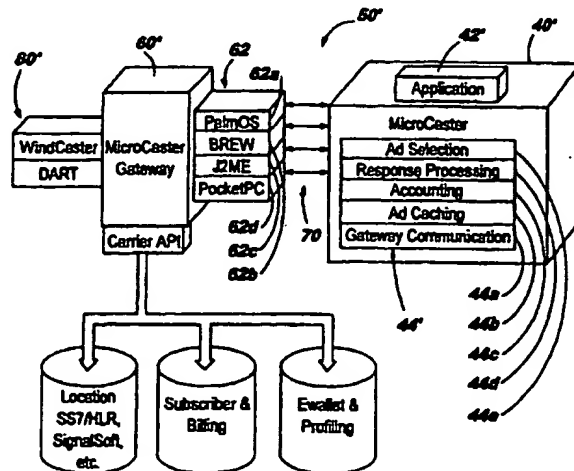 50'
60'
40'
80'
62
62a
42'
Application
MicroCaster
WindCaster
DART
MicroCaster
Gateway
PalmOS
BREW
J2ME
PocketPC
Ad Selection
Response Processing
Accounting
Ad Caching
Gateway Communication
Carrier API
62d
62c
62b
70
44'
44a
44b
44c
44d
44e
Location
SS7/HLR,
SignalSoft,
etc.
Subscriber &
Billing
Ewallet &
Profiling